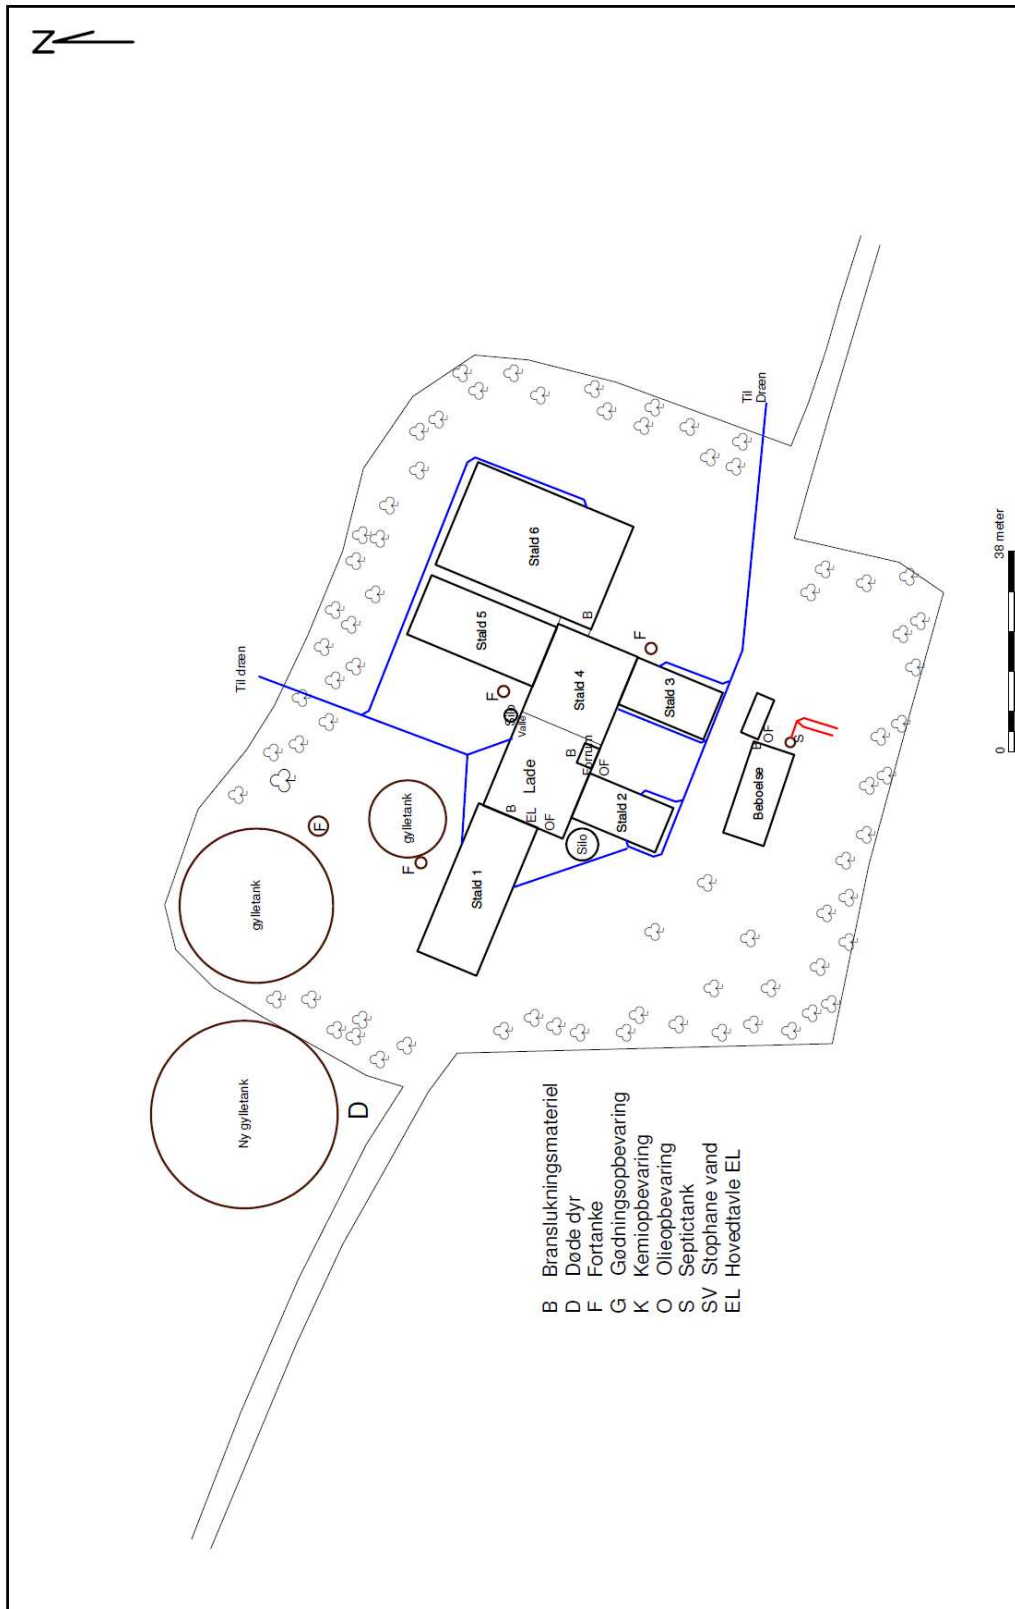 N
Til dræn
Til
Dræn
Stald 6
Stald 5
B
F
F
Silo
Valle
Stald 4
Stald 3
B
Forrum
OF
Lade
B
EL
OF
Stald 2
Silo
Stald 1
gylletank
F
F
gylletank
Ny gylletank
D
B
OF
S
Beboelse
0
38 meter
B Branslukningsmateriel
D Døde dyr
F Fortanke
G Gødningsopbevaring
K Kemiopbevaring
O Olieopbevaring
S Septictank
SV Stophane vand
EL Hovedtavle EL